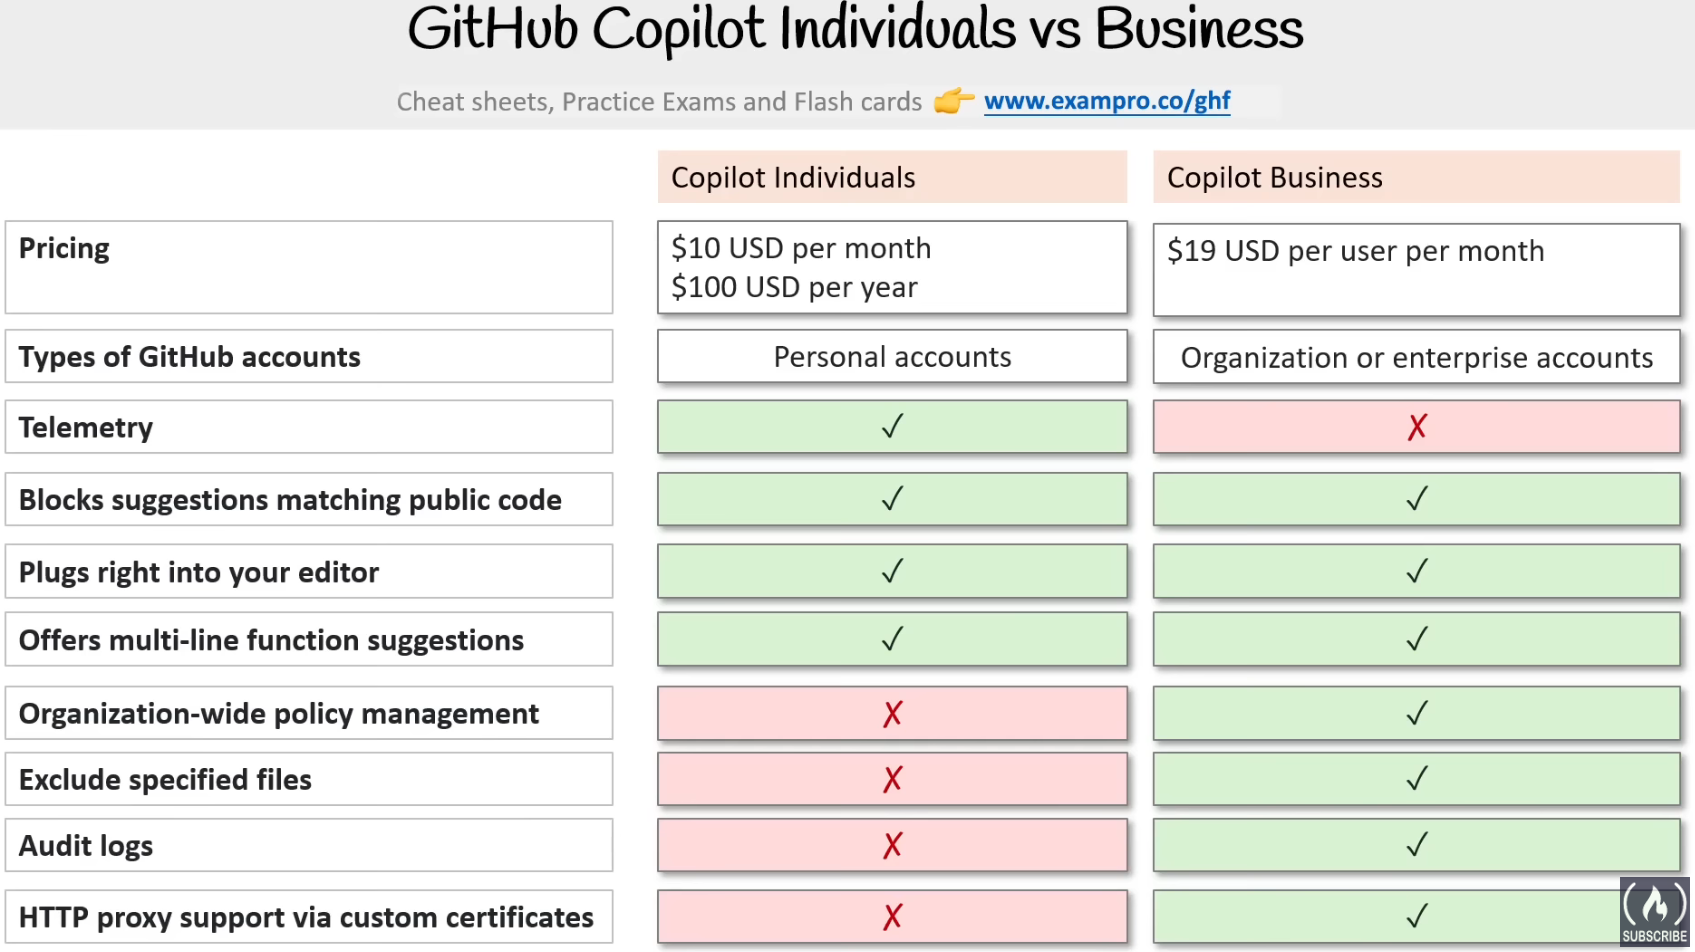 GitHub Copilot Individuals vs Business
Cheat sheets, Practice Exams and Flash cards 👉 www.exampro.co/ghf
Copilot Individuals
Copilot Business
Pricing
$10 USD per month
$100 USD per year
$19 USD per user per month
Types of GitHub accounts
Personal accounts
Organization or enterprise accounts
Telemetry
✓
✗
Blocks suggestions matching public code
✓
✓
Plugs right into your editor
✓
✓
Offers multi-line function suggestions
✓
✓
Organization-wide policy management
✗
✓
Exclude specified files
✗
✓
Audit logs
✗
✓
HTTP proxy support via custom certificates
✗
✓
SUBSCRIBE